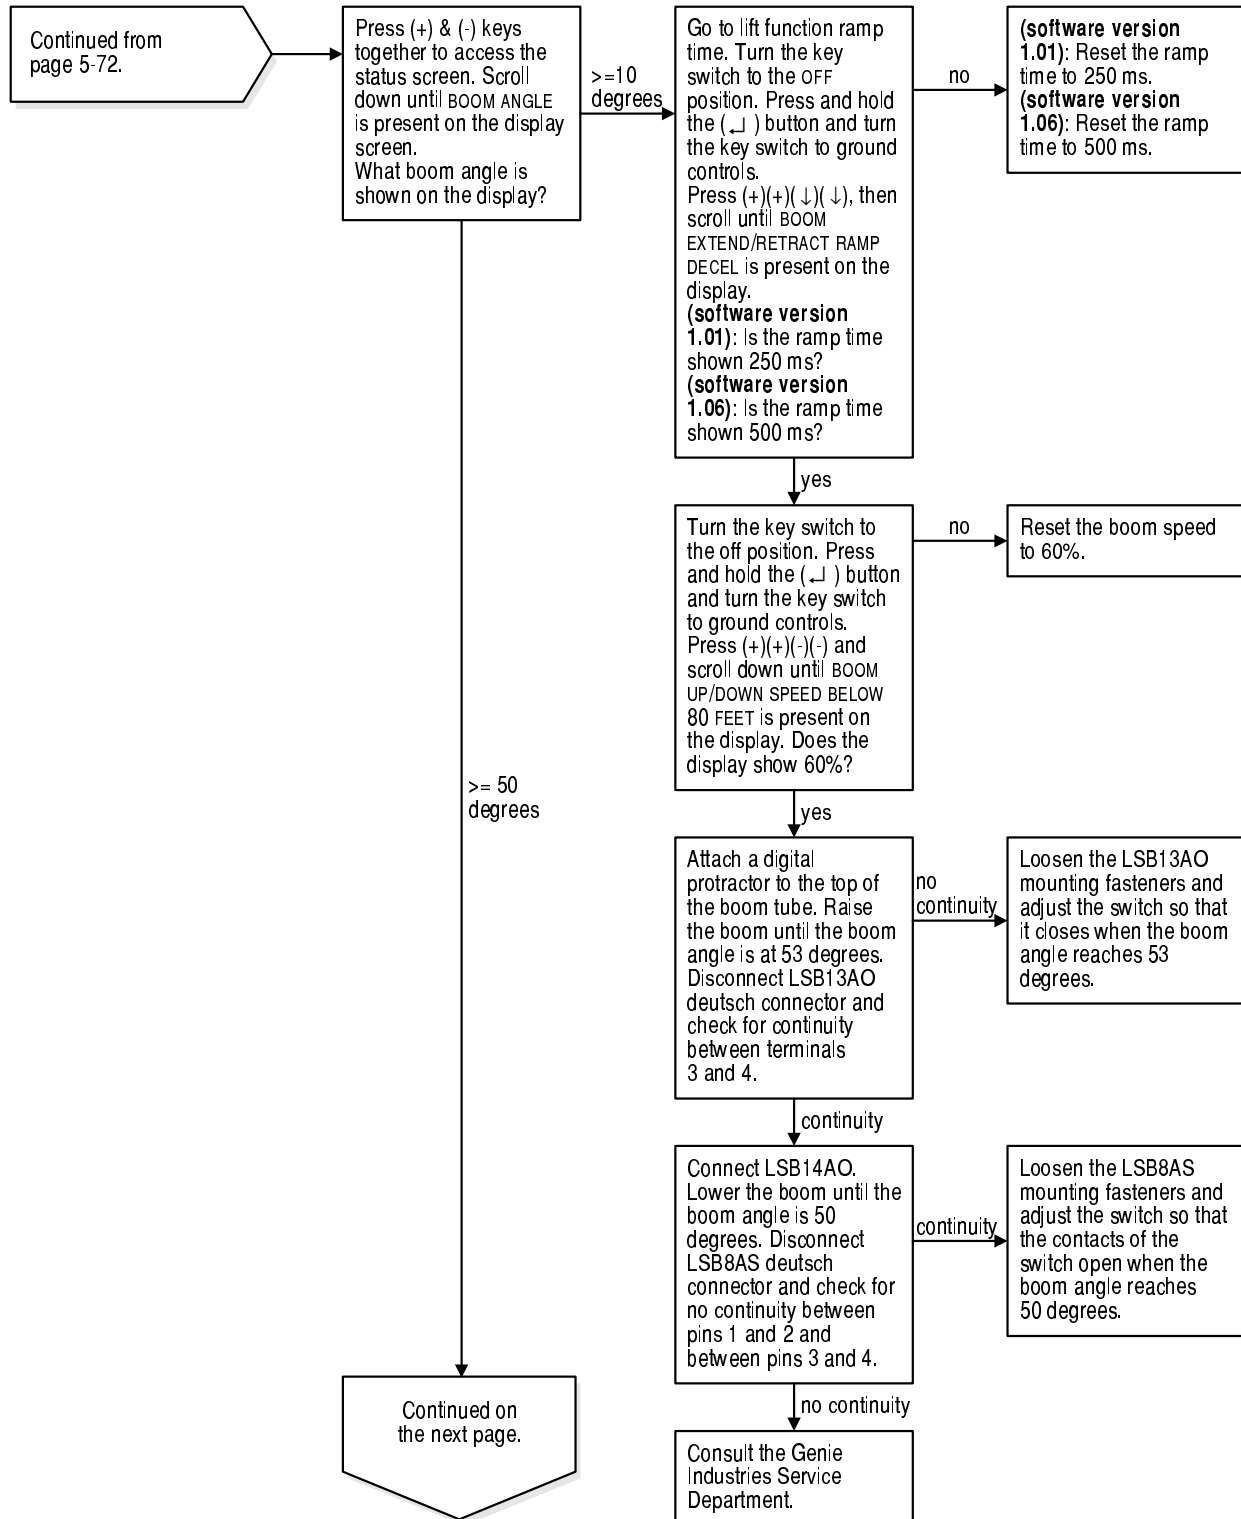 Continued from
page 5-72.
Press (+) & (-) keys
together to access the
status screen. Scroll
down until BOOM ANGLE
is present on the display
screen.
What boom angle is
shown on the display?
>=10
degrees
Go to lift function ramp
time. Turn the key
switch to the OFF
position. Press and hold
the (↵) button and turn
the key switch to ground
controls.
Press (+)(+)(↓)(↓), then
scroll until BOOM
EXTEND/RETRACT RAMP
DECEL is present on the
display.
(software version
1.01): Is the ramp time
shown 250 ms?
(software version
1.06): Is the ramp time
shown 500 ms?
no
(software version
1.01): Reset the ramp
time to 250 ms.
(software version
1.06): Reset the ramp
time to 500 ms.
yes
Turn the key switch to
the off position. Press
and hold the (↵) button
and turn the key switch
to ground controls.
Press (+)(+)(-)(-) and
scroll down until BOOM
UP/DOWN SPEED BELOW
80 FEET is present on
the display. Does the
display show 60%?
no
Reset the boom speed
to 60%.
>= 50
degrees
yes
Attach a digital
protractor to the top of
the boom tube. Raise
the boom until the boom
angle is at 53 degrees.
Disconnect LSB13AO
deutsch connector and
check for continuity
between terminals
3 and 4.
no
continuity
Loosen the LSB13AO
mounting fasteners and
adjust the switch so that
it closes when the boom
angle reaches 53
degrees.
continuity
Connect LSB14AO.
Lower the boom until the
boom angle is 50
degrees. Disconnect
LSB8AS deutsch
connector and check for
no continuity between
pins 1 and 2 and
between pins 3 and 4.
continuity
Loosen the LSB8AS
mounting fasteners and
adjust the switch so that
the contacts of the
switch open when the
boom angle reaches
50 degrees.
no continuity
Continued on
the next page.
Consult the Genie
Industries Service
Department.